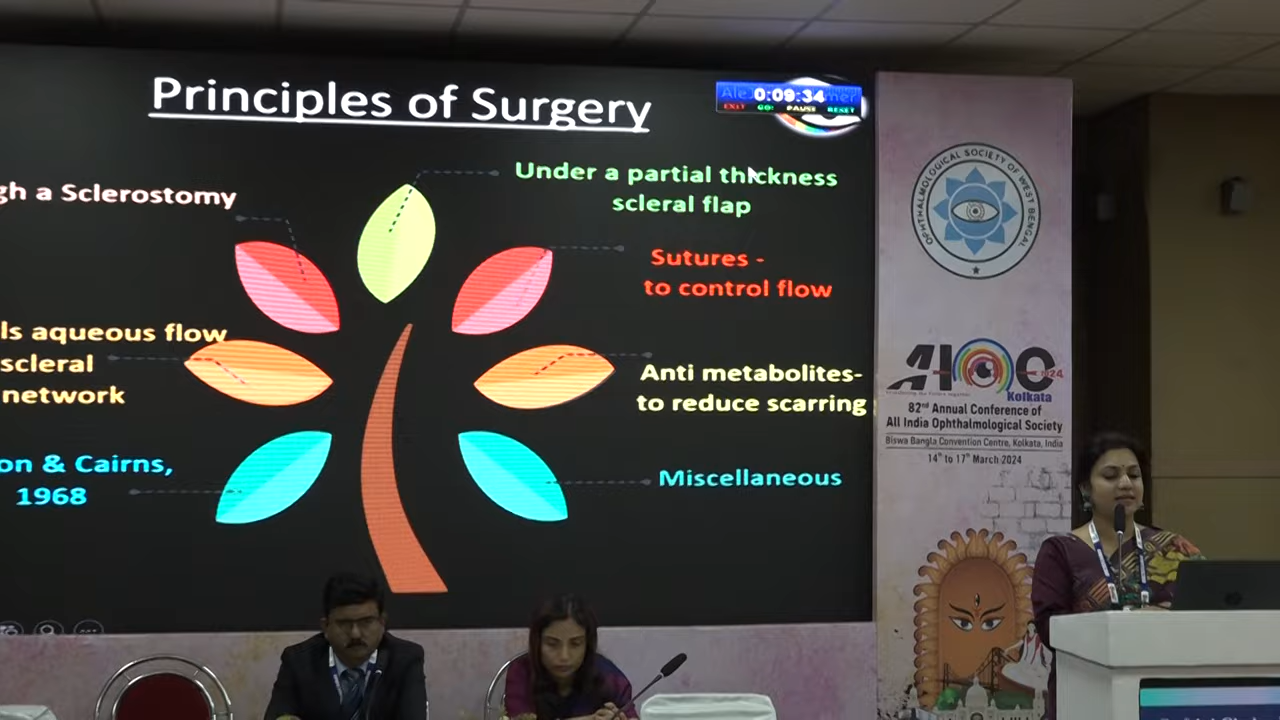 Principles of Surgery
0:09:34
EXIT GO! PAUSE RESET
Under a partial thickness
scleral flap
gh a Sclerostomy
Sutures -
to control flow
ls aqueous flow
scleral
network
Anti metabolites-
to reduce scarring
on & Cairns,
1968
Miscellaneous
OPHTHALMOLOGICAL SOCIETY OF WEST BENGAL
AIOC 2024
Kolkata
82nd Annual Conference of
All India Ophthalmological Society
Biswa Bangla Convention Centre, Kolkata, India
14th to 17th March 2024